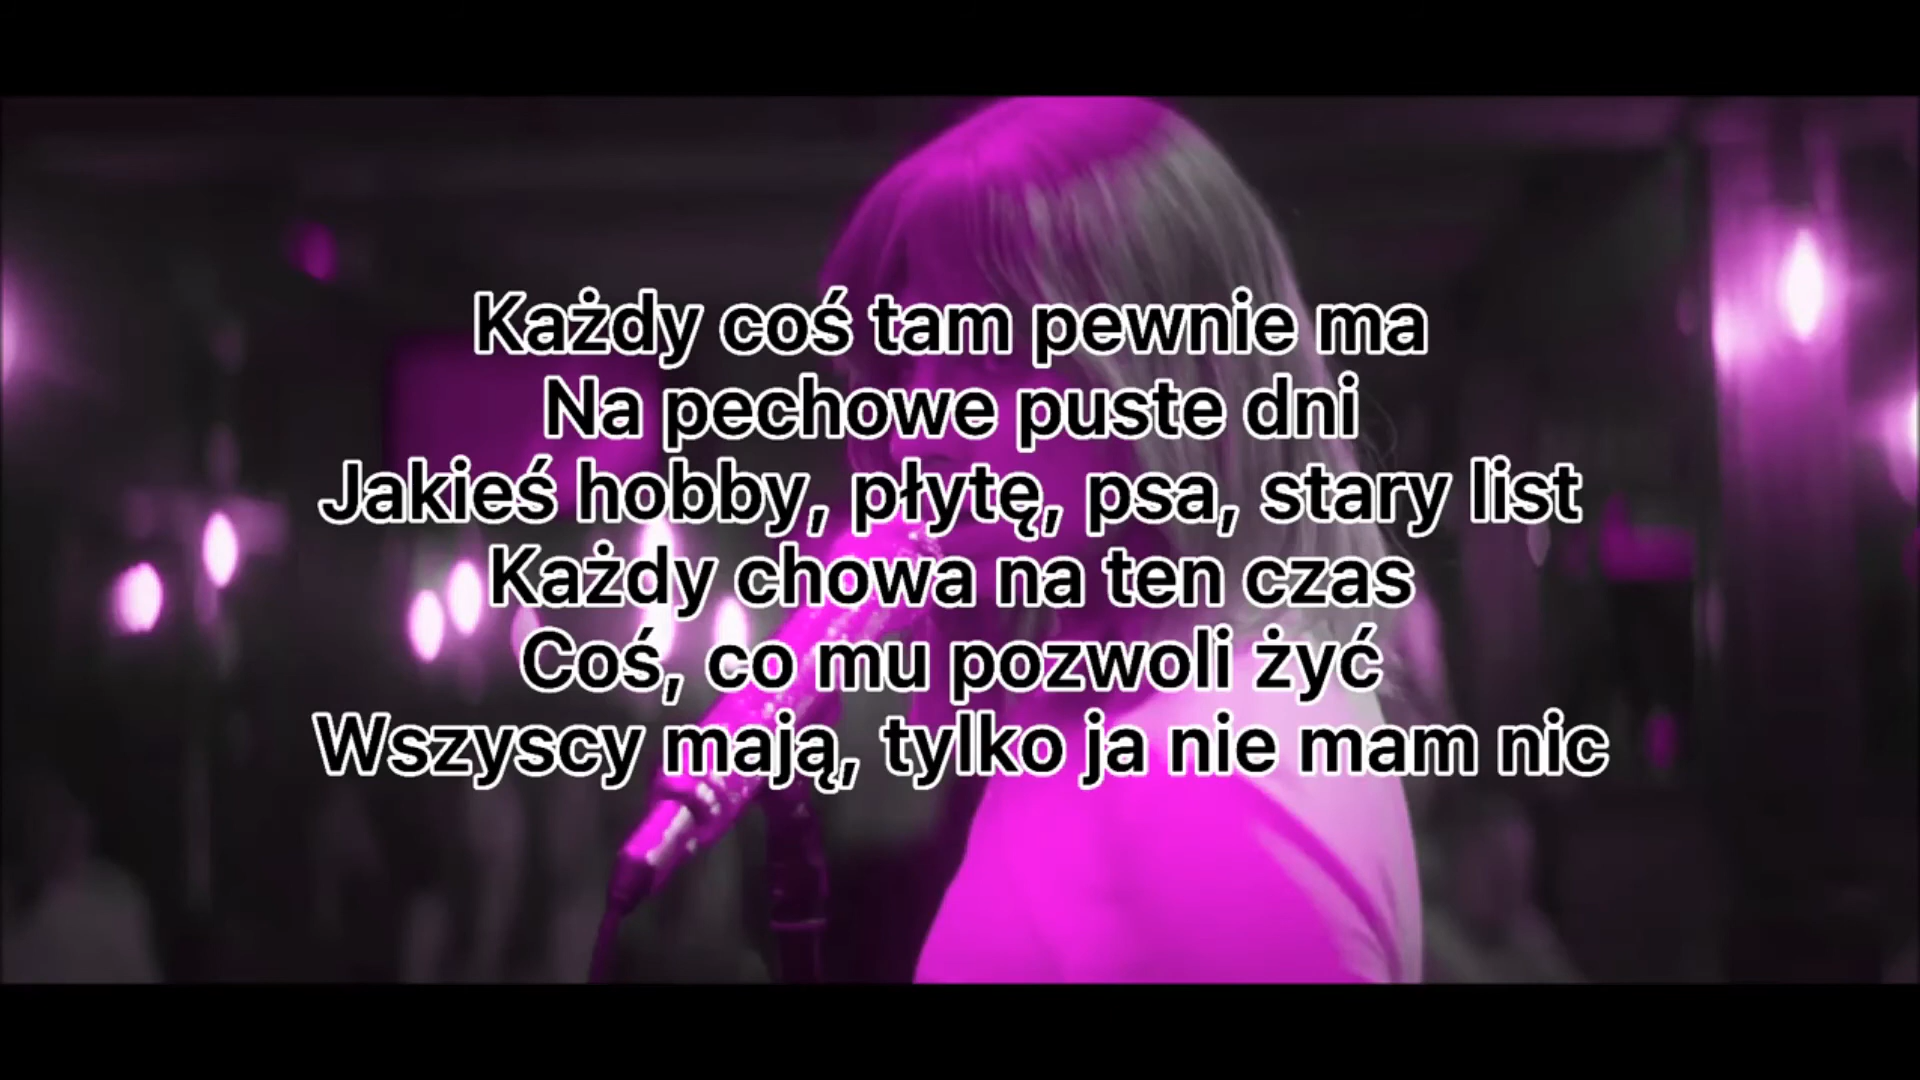 Każdy coś tam pewnie ma
Na pechowe puste dni
Jakieś hobby, płytę, psa, stary list
Każdy chowa na ten czas
Coś, co mu pozwoli żyć
Wszyscy mają, tylko ja nie mam nic